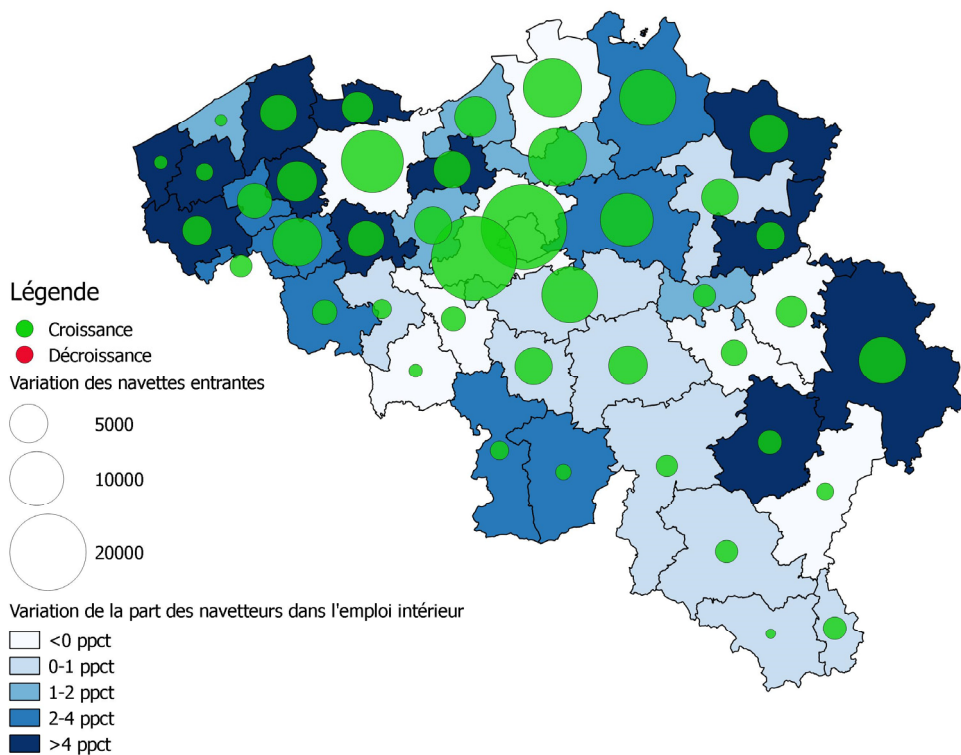 Légende
Croissance
Décroissance
Variation des navettes entrantes
5000
10000
20000
Variation de la part des navetteurs dans l'emploi intérieur
<0 ppct
0-1 ppct
1-2 ppct
2-4 ppct
>4 ppct